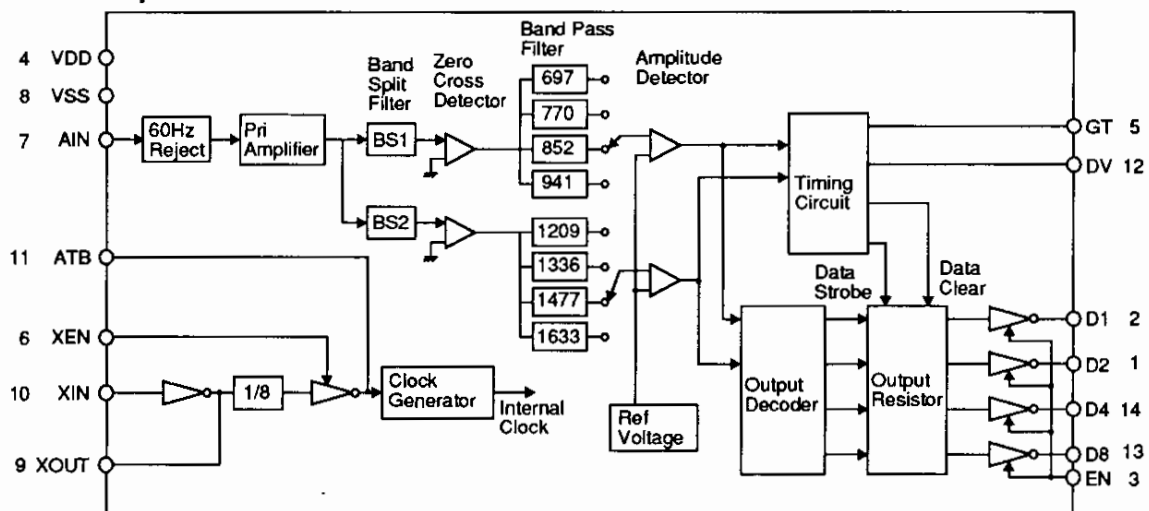 4 VDD
8 VSS
7 AIN
11 ATB
6 XEN
10 XIN
9 XOUT
60Hz
Reject
Pri
Amplifier
Band
Split
Filter
BS1
BS2
Zero
Cross
Detector
Band Pass
Filter
697
770
852
941
1209
1336
1477
1633
Amplitude
Detector
1/8
Clock
Generator
Internal
Clock
Ref
Voltage
Timing
Circuit
Data
Strobe
Data
Clear
Output
Decoder
Output
Resistor
GT 5
DV 12
D1 2
D2 1
D4 14
D8 13
EN 3